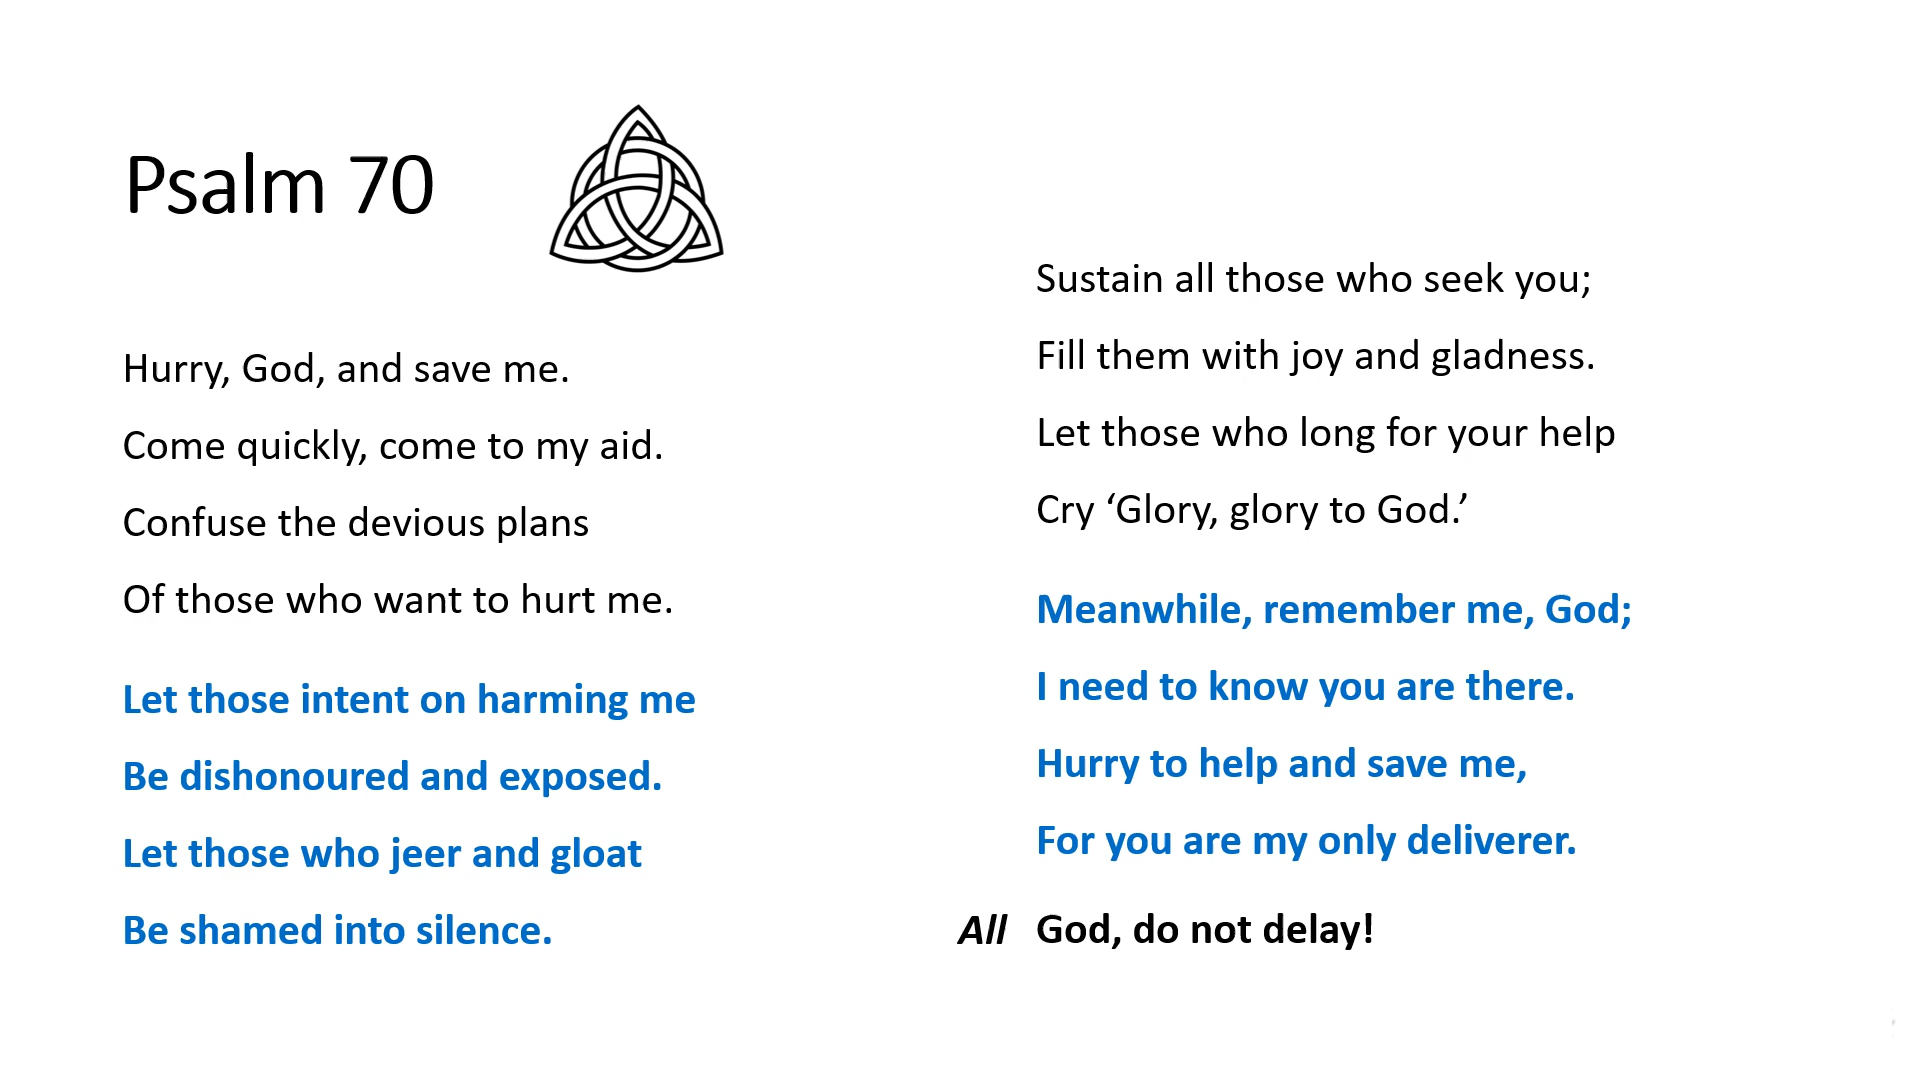 Psalm 70
Hurry, God, and save me.
Come quickly, come to my aid.
Confuse the devious plans
Of those who want to hurt me.
Let those intent on harming me
Be dishonoured and exposed.
Let those who jeer and gloat
Be shamed into silence.
Sustain all those who seek you;
Fill them with joy and gladness.
Let those who long for your help
Cry ‘Glory, glory to God.’
Meanwhile, remember me, God;
I need to know you are there.
Hurry to help and save me,
For you are my only deliverer.
All God, do not delay!